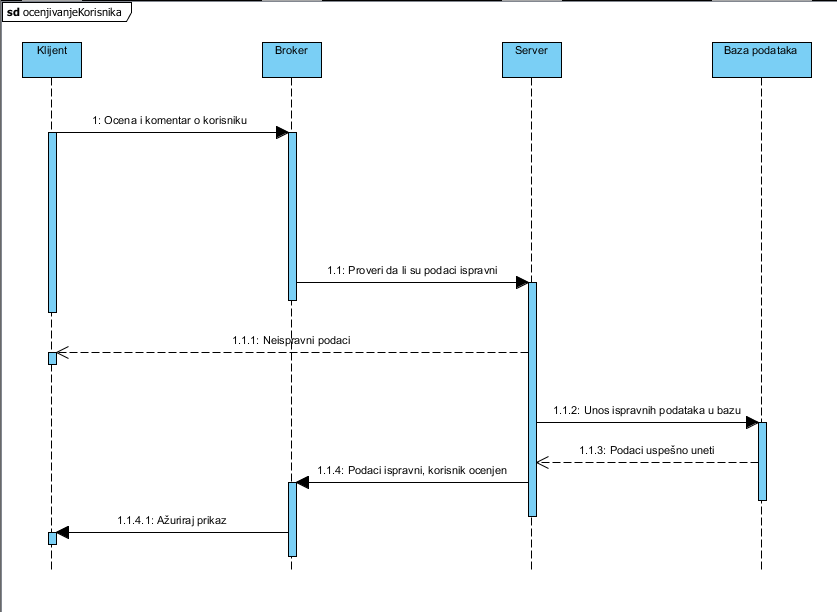 sd ocenjivanjeKorisnika
Klijent
Broker
Server
Baza podataka
1: Ocena i komentar o korisniku
1.1: Proveri da li su podaci ispravni
1.1.1: Neispravni podaci
1.1.2: Unos ispravnih podataka u bazu
1.1.3: Podaci uspešno uneti
1.1.4: Podaci ispravni, korisnik ocenjen
1.1.4.1: Ažuriraj prikaz